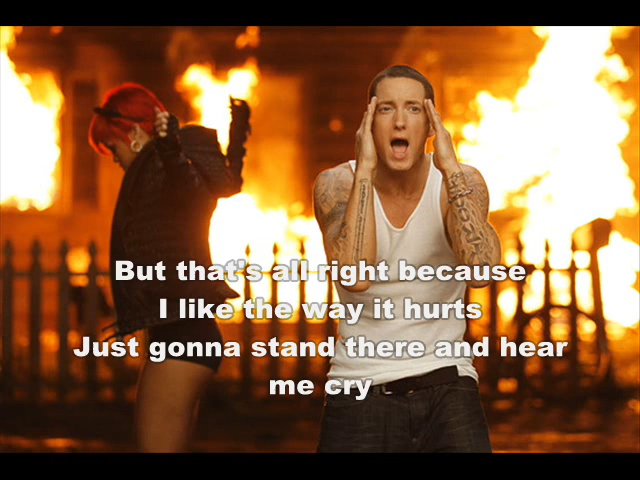 But that's all right because
I like the way it hurts
Just gonna stand there and hear
me cry